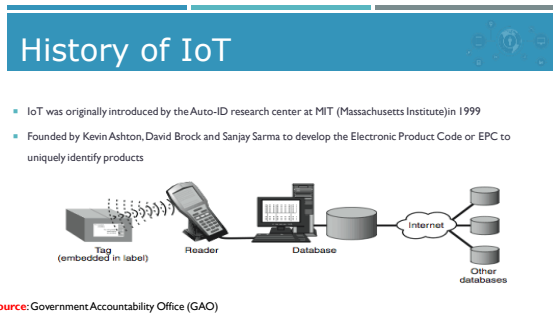 History of IoT
IoT was originally introduced by the Auto-ID research center at MIT (Massachusetts Institute)in 1999
Founded by Kevin Ashton, David Brock and Sanjay Sarma to develop the Electronic Product Code or EPC to
uniquely identify products
Tag
(embedded in label)
Reader
Database
Internet
Other
databases
ource: Government Accountability Office (GAO)